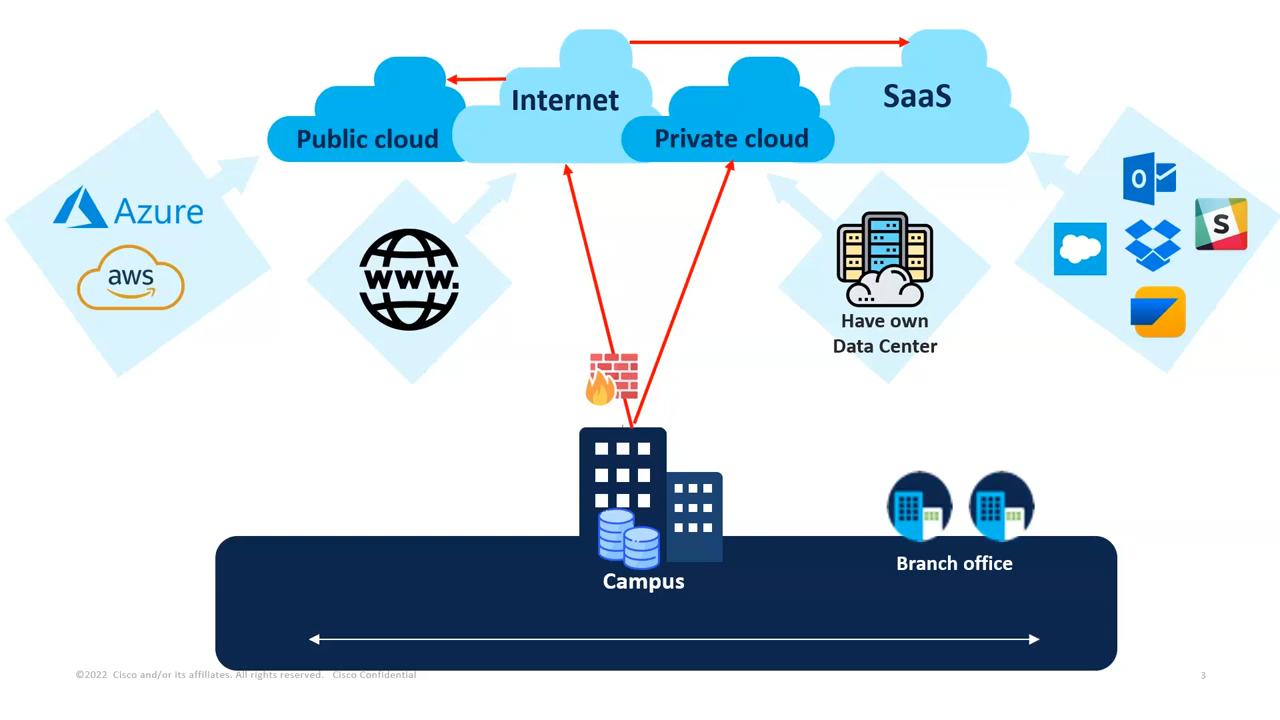 Internet
SaaS
Public cloud
Private cloud
Azure
aws
www.
O
S
Have own
Data Center
Branch office
Campus
©2022 Cisco and/or its affiliates. All rights reserved. Cisco Confidential
3